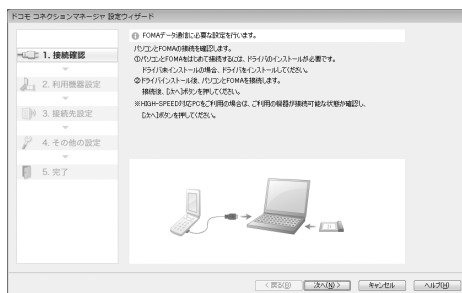 ドコモ コネクションマネージャ 設定ウィザード
FOMAデータ通信に必要な設定を行います。
1. 接続確認
2. 利用機器設定
3. 接続先設定
4. その他の設定
5. 完了
パソコンとFOMAの接続を確認します。
①パソコンとFOMAをはじめて接続するには、ドライバのインストールが必要です。
ドライバ未インストールの場合、ドライバをインストールしてください。
②ドライバインストール後、パソコンとFOMAを接続します。
接続後、[次へ]ボタンを押してください。
※HIGH-SPEED対応PCをご利用の場合は、ご利用の機器が接続可能な状態か確認し、
[次へ]ボタンを押してください。
< 戻る(B)
次へ(N) >
キャンセル
ヘルプ(H)